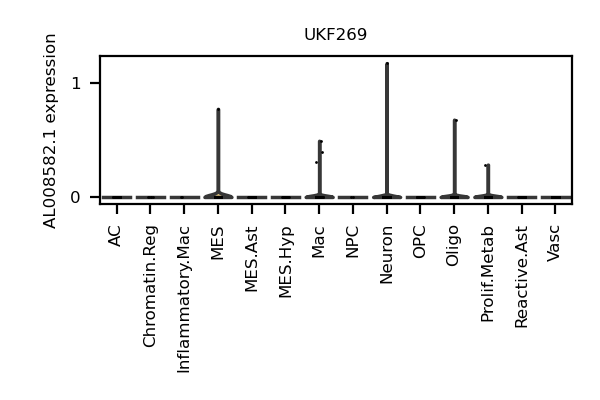 UKF269
AL008582.1 expression
1
0
AC
Chromatin.Reg
Inflammatory.Mac
MES
MES.Ast
MES.Hyp
Mac
NPC
Neuron
OPC
Oligo
Prolif.Metab
Reactive.Ast
Vasc